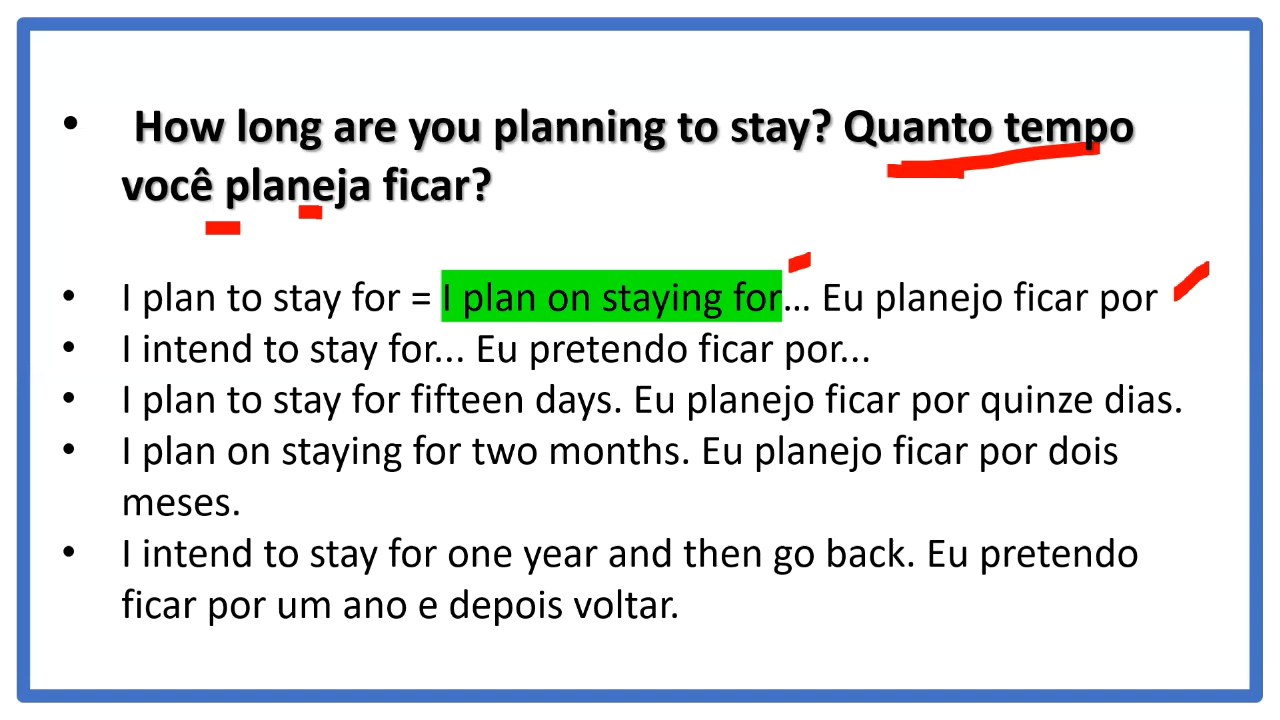 • How long are you planning to stay? Quanto tempo
você planeja ficar?
• I plan to stay for = I plan on staying for... Eu planejo ficar por
• I intend to stay for... Eu pretendo ficar por...
• I plan to stay for fifteen days. Eu planejo ficar por quinze dias.
• I plan on staying for two months. Eu planejo ficar por dois
meses.
• I intend to stay for one year and then go back. Eu pretendo
ficar por um ano e depois voltar.